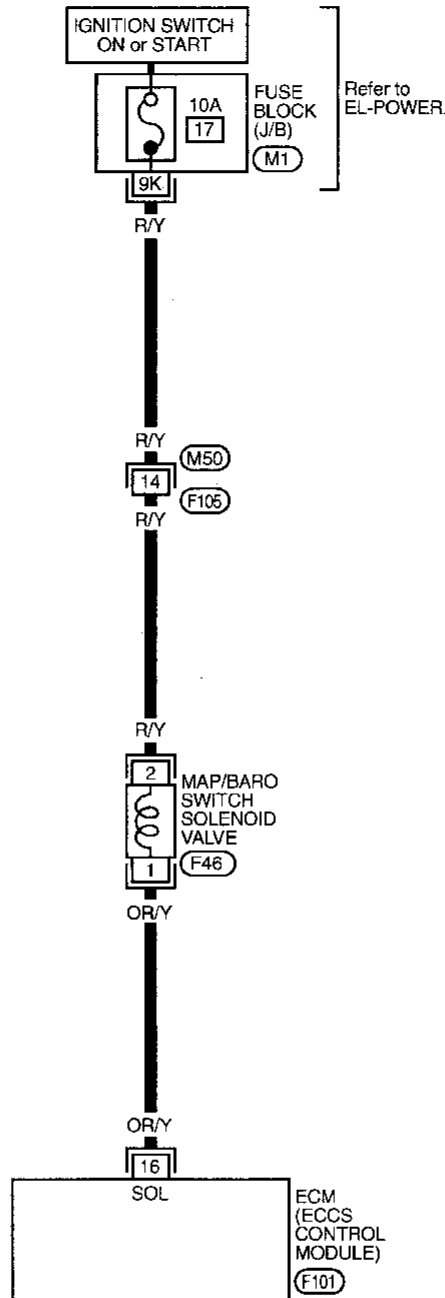 IGNITION SWITCH
ON or START
FUSE
BLOCK
(J/B)
M1
10A
17
Refer to
EL-POWER.
9K
R/Y
R/Y
M50
14
F105
R/Y
R/Y
2
MAP/BARO
SWITCH
SOLENOID
VALVE
1
F46
OR/Y
OR/Y
16
SOL
ECM
(ECCS
CONTROL
MODULE)
F101